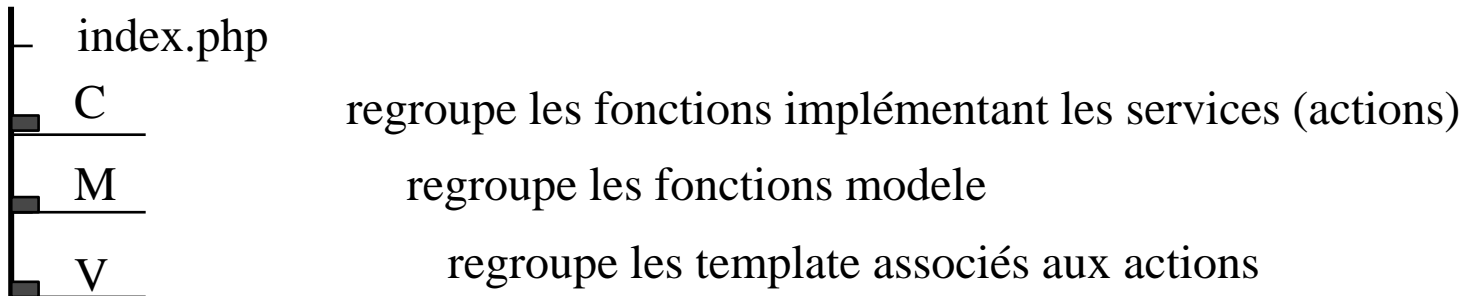 index.php
C regroupe les fonctions implémentant les services (actions)
M regroupe les fonctions modele
V regroupe les template associés aux actions